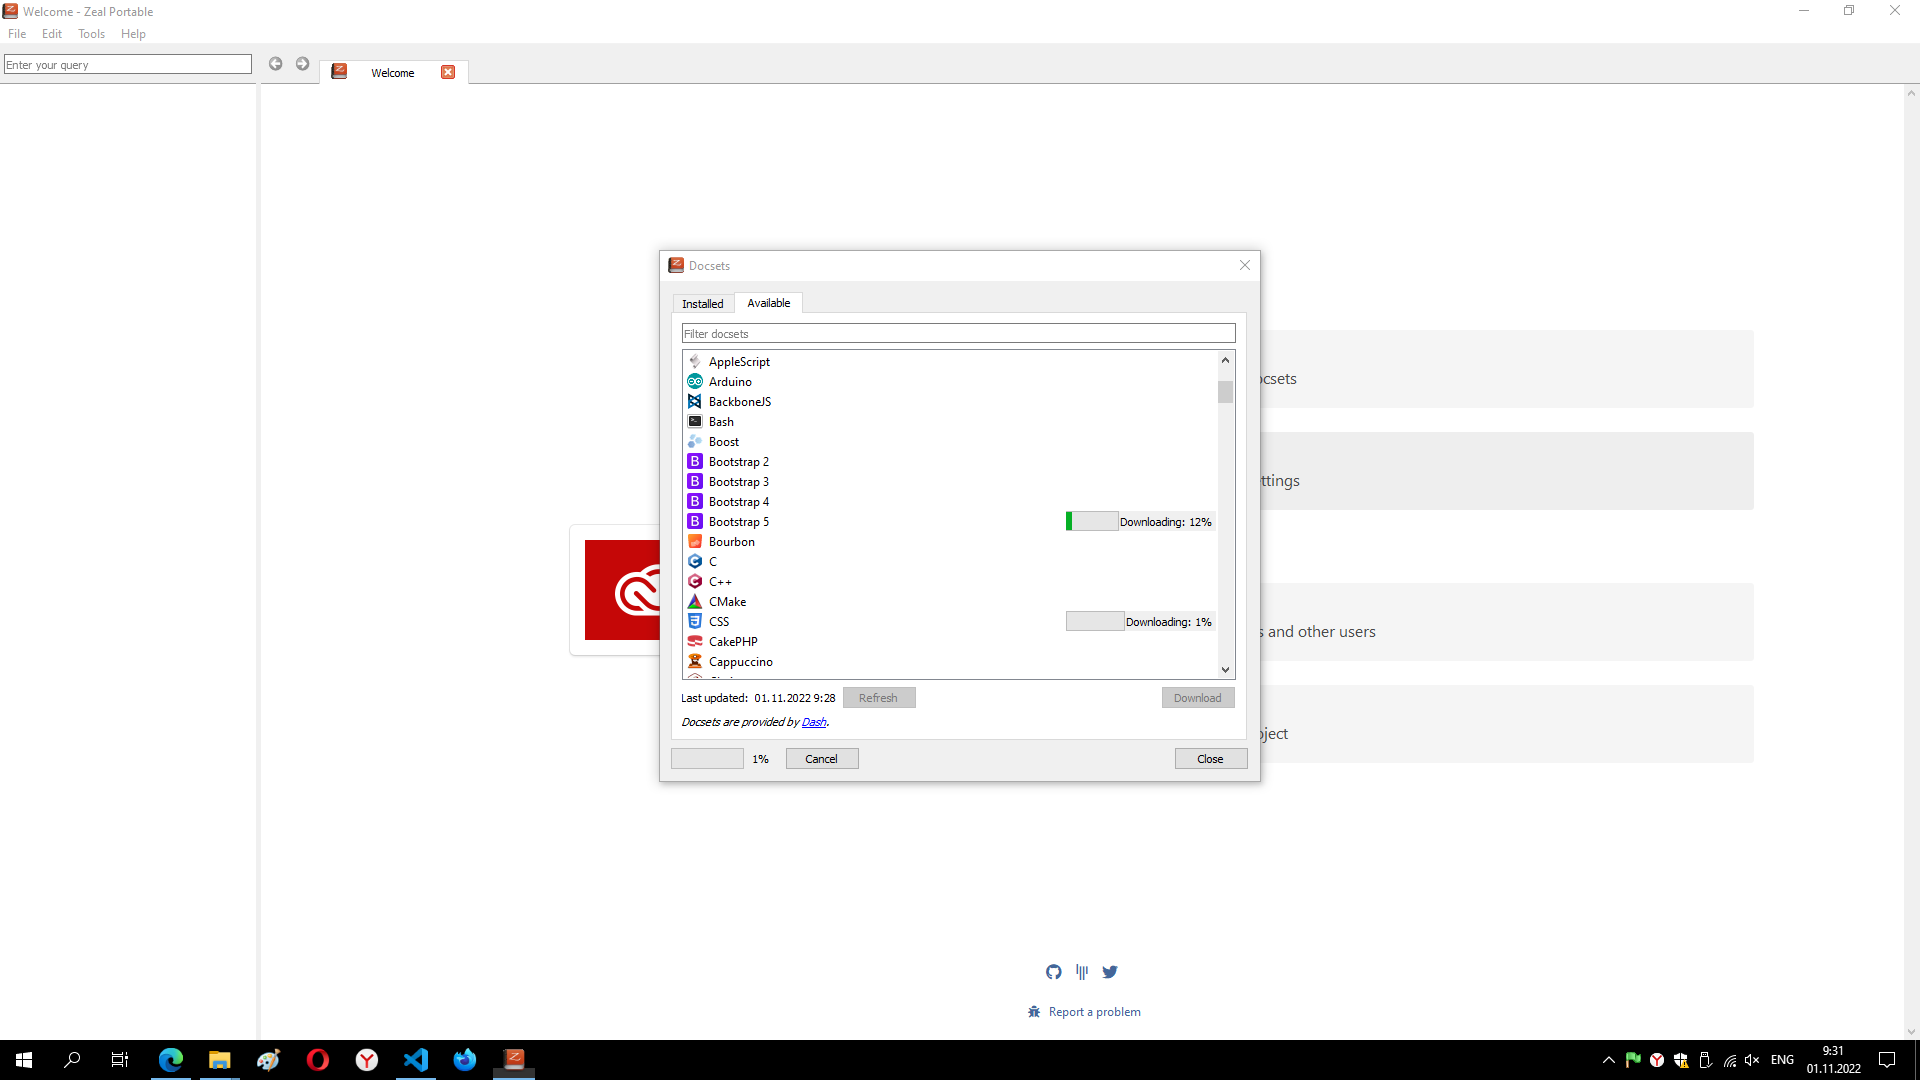 Welcome - Zeal Portable
File Edit Tools Help
Enter your query
Welcome
Docsets
Installed Available
Filter docsets
AppleScript
Arduino
BackboneJS
Bash
Boost
Bootstrap 2
Bootstrap 3
Bootstrap 4
Bootstrap 5 Downloading: 12%
Bourbon
C
C++
CMake
CSS Downloading: 1%
CakePHP
Cappuccino
Last updated: 01.11.2022 9:28 Refresh Download
Docsets are provided by Dash.
1% Cancel Close
ocsets
ttings
s and other users
oject
Report a problem
ENG
9:31
01.11.2022